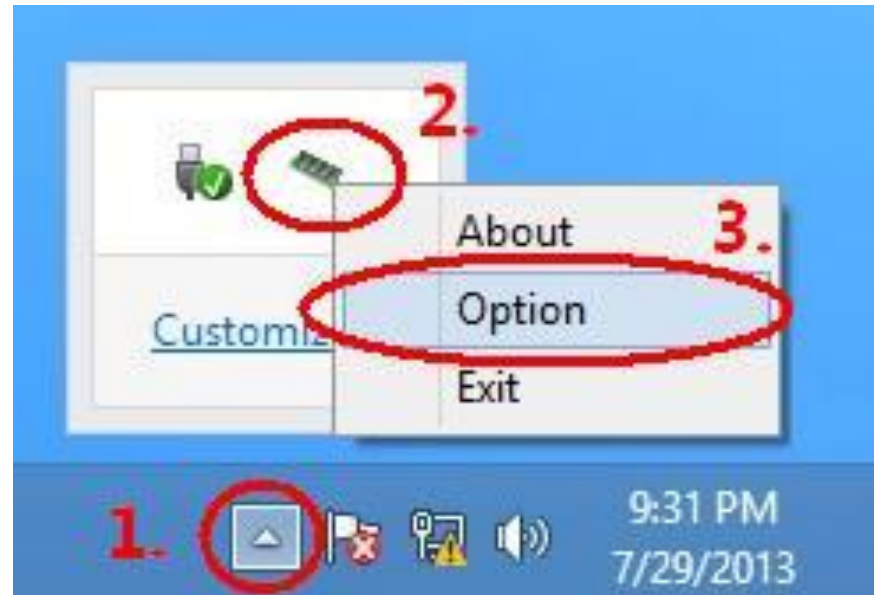 2.
About
3.
Option
Customiz
Exit
1.
9:31 PM
7/29/2013